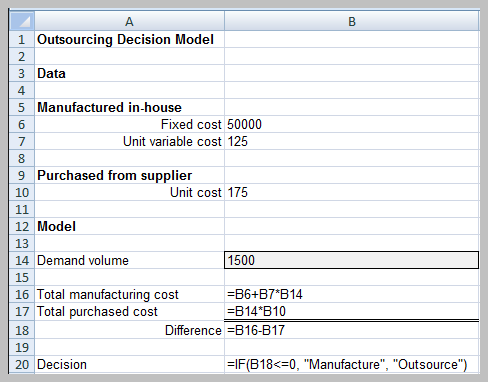 A B
1 Outsourcing Decision Model
2
3 Data
4
5 Manufactured in-house
6 Fixed cost 50000
7 Unit variable cost 125
8
9 Purchased from supplier
10 Unit cost 175
11
12 Model
13
14 Demand volume 1500
15
16 Total manufacturing cost =B6+B7*B14
17 Total purchased cost =B14*B10
18 Difference =B16-B17
19
20 Decision =IF(B18<=0, "Manufacture", "Outsource")